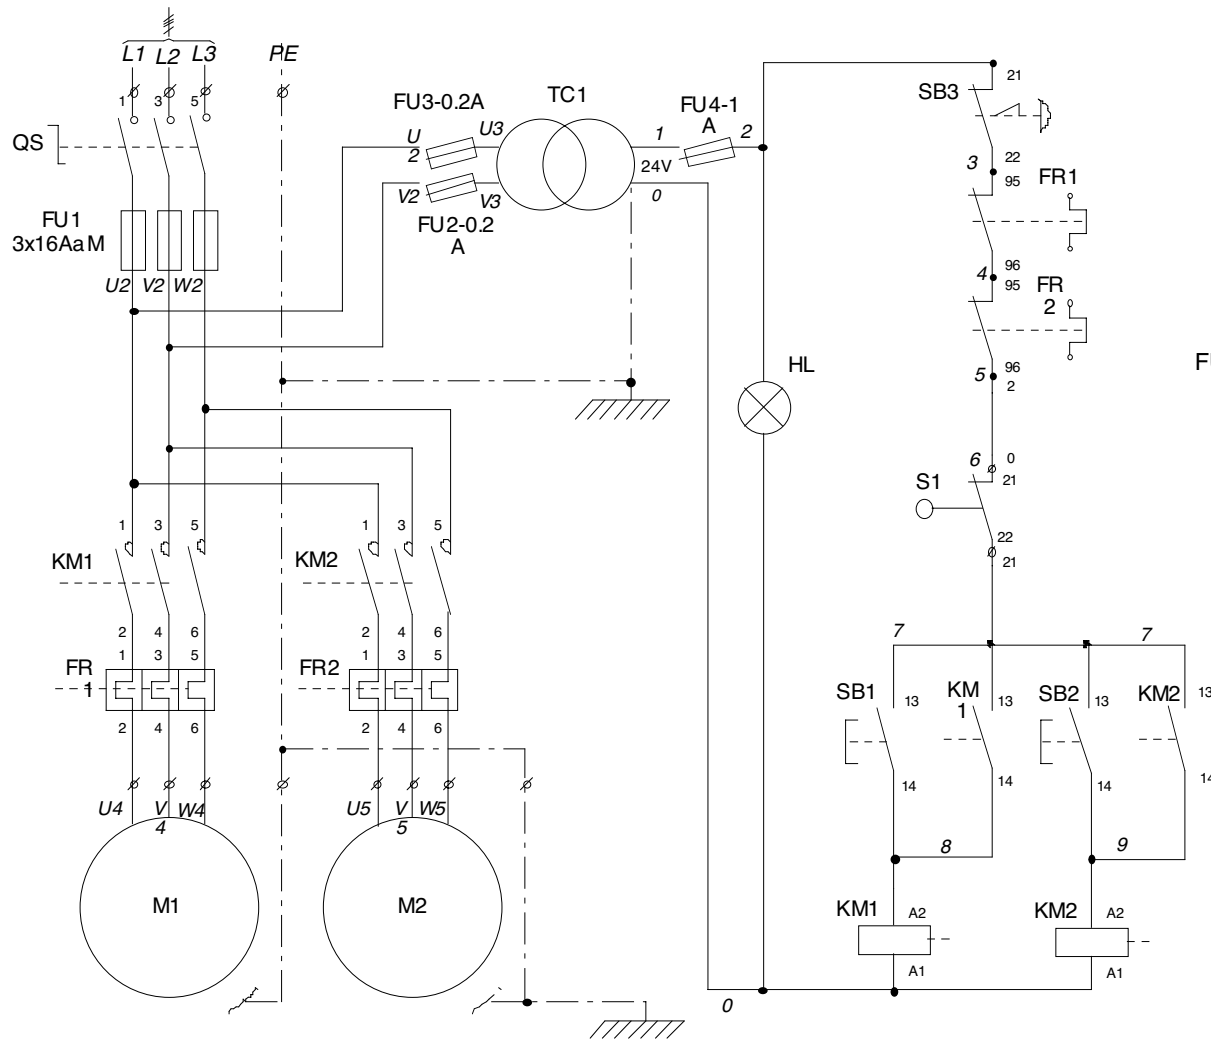 L1 L2 L3 PE
1 3 5
QS
FU1
3x16AaM
U2 V2 W2
FU3-0.2A
U
2
U3
V2
V3
FU2-0.2
A
TC1
FU4-1
A
1
2
24V
0
SB3
21
22
3
95
FR1
96
4
95
FR
2
96
5
2
HL
6
0
21
S1
22
21
KM1
1 3 5
2 4 6
KM2
1 3 5
2 4 6
FR
1
1 3 5
2 4 6
FR2
1 3 5
2 4 6
U4 V W4
4
U5 V W5
5
M1
M2
7
7
SB1
13
14
KM
1
13
14
SB2
13
14
KM2
13
14
8
9
KM1
A2
A1
KM2
A2
A1
0